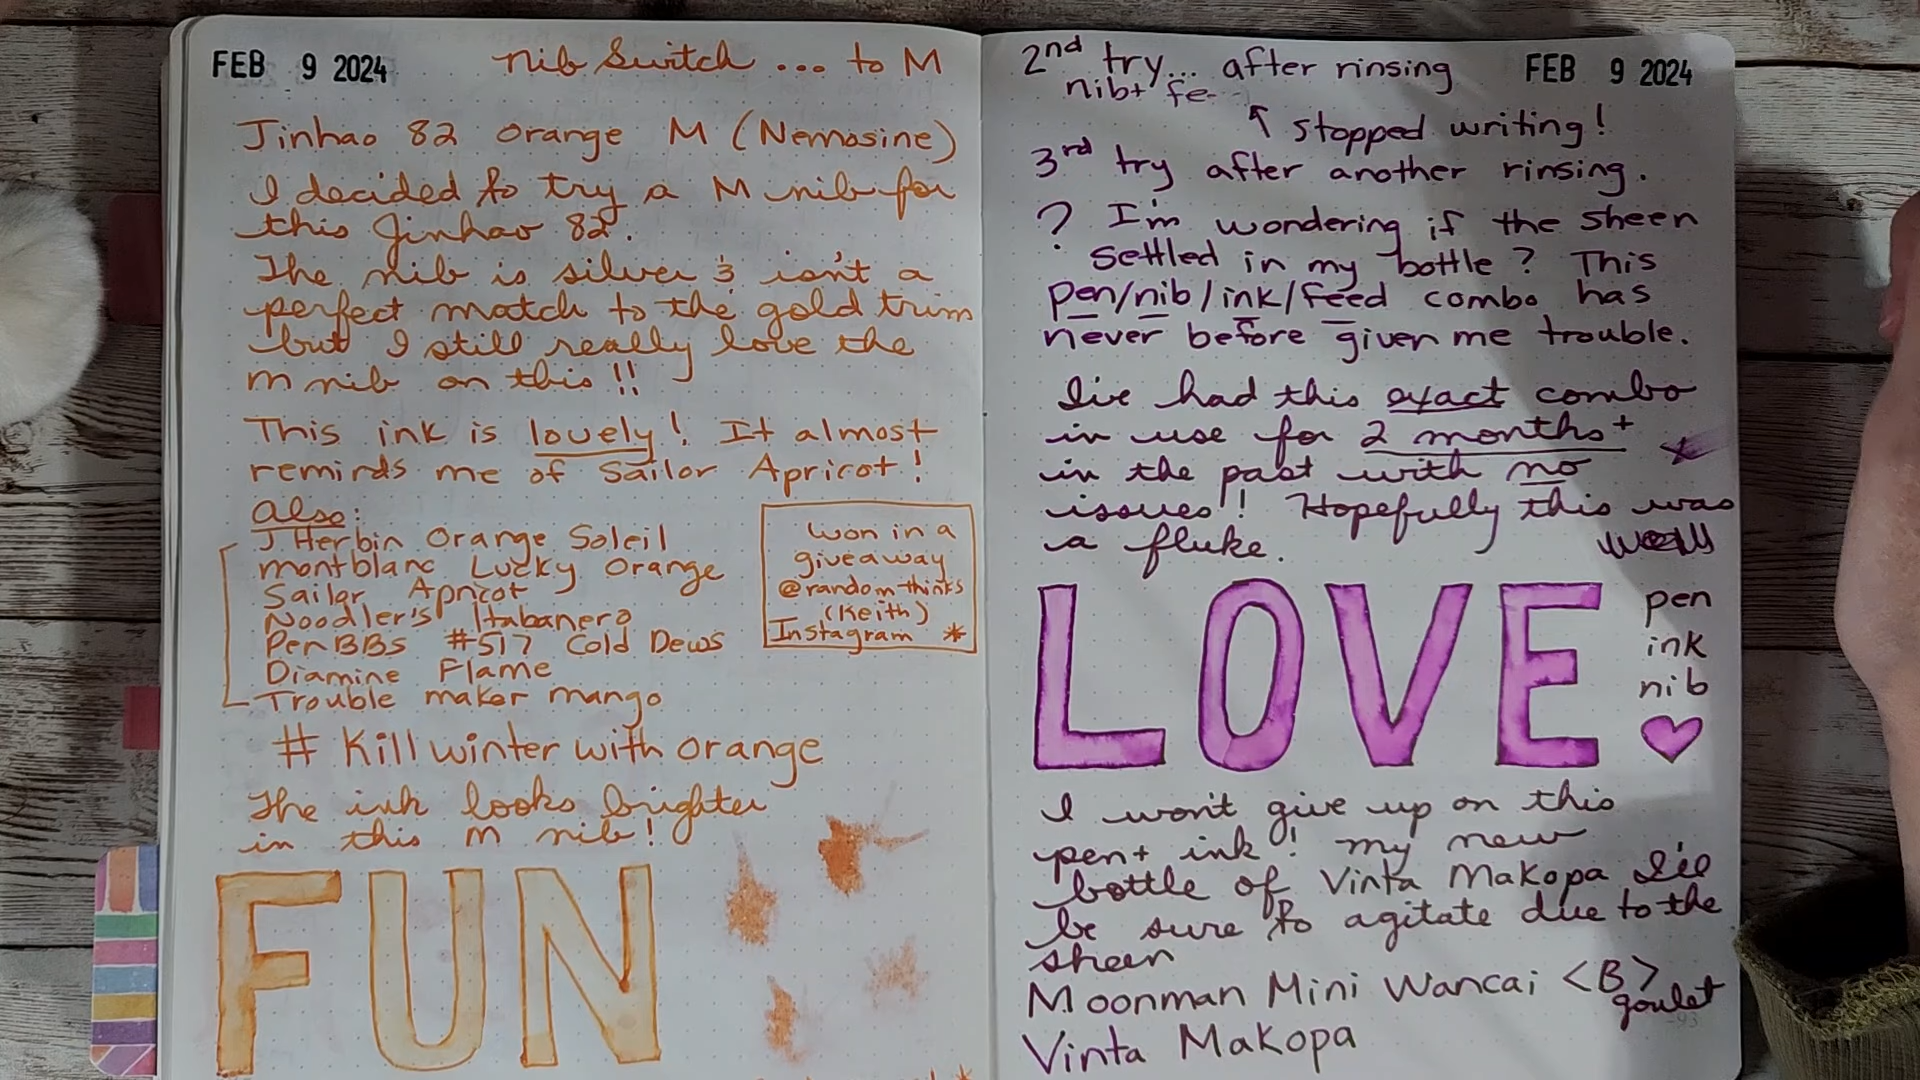 FEB 9 2024
Nib Switch ... to M
Jinhao 82 orange M (Nemosine)
I decided to try a M nib for
this Jinhao 82.
The nib is silver & isn't a
perfect match to the gold trim
but I still really love the
m nib on this !!
This ink is lovely! It almost
reminds me of Sailor Apricot!
Also:
J Herbin Orange Soleil
montblanc Lucky Orange
Sailor Apricot
Noodler's Habanero
PenBBs #517 Cold Dews
Diamine Flame
Trouble maker mango
won in a
giveaway
@random-thinks
(Keith)
Instagram *
# Kill winter with orange
The ink looks brighter
in this M nib!
FUN
2nd try... after rinsing
nib+ fe-
FEB 9 2024
↑ stopped writing!
3rd try after another rinsing.
? I'm wondering if the sheen
settled in my bottle? This
pen/nib/ink/feed combo has
never before given me trouble.
I've had this exact combo
in use for 2 months+
in the past with no
issues!! Hopefully this was
a fluke.
LOVE
pen
ink
nib
♥
I won't give up on this
pen+ ink! My new
bottle of Vinta Makopa I'll
be sure to agitate due to the
sheen
Moonman Mini Wancai <B>
goulet
Vinta Makopa
93